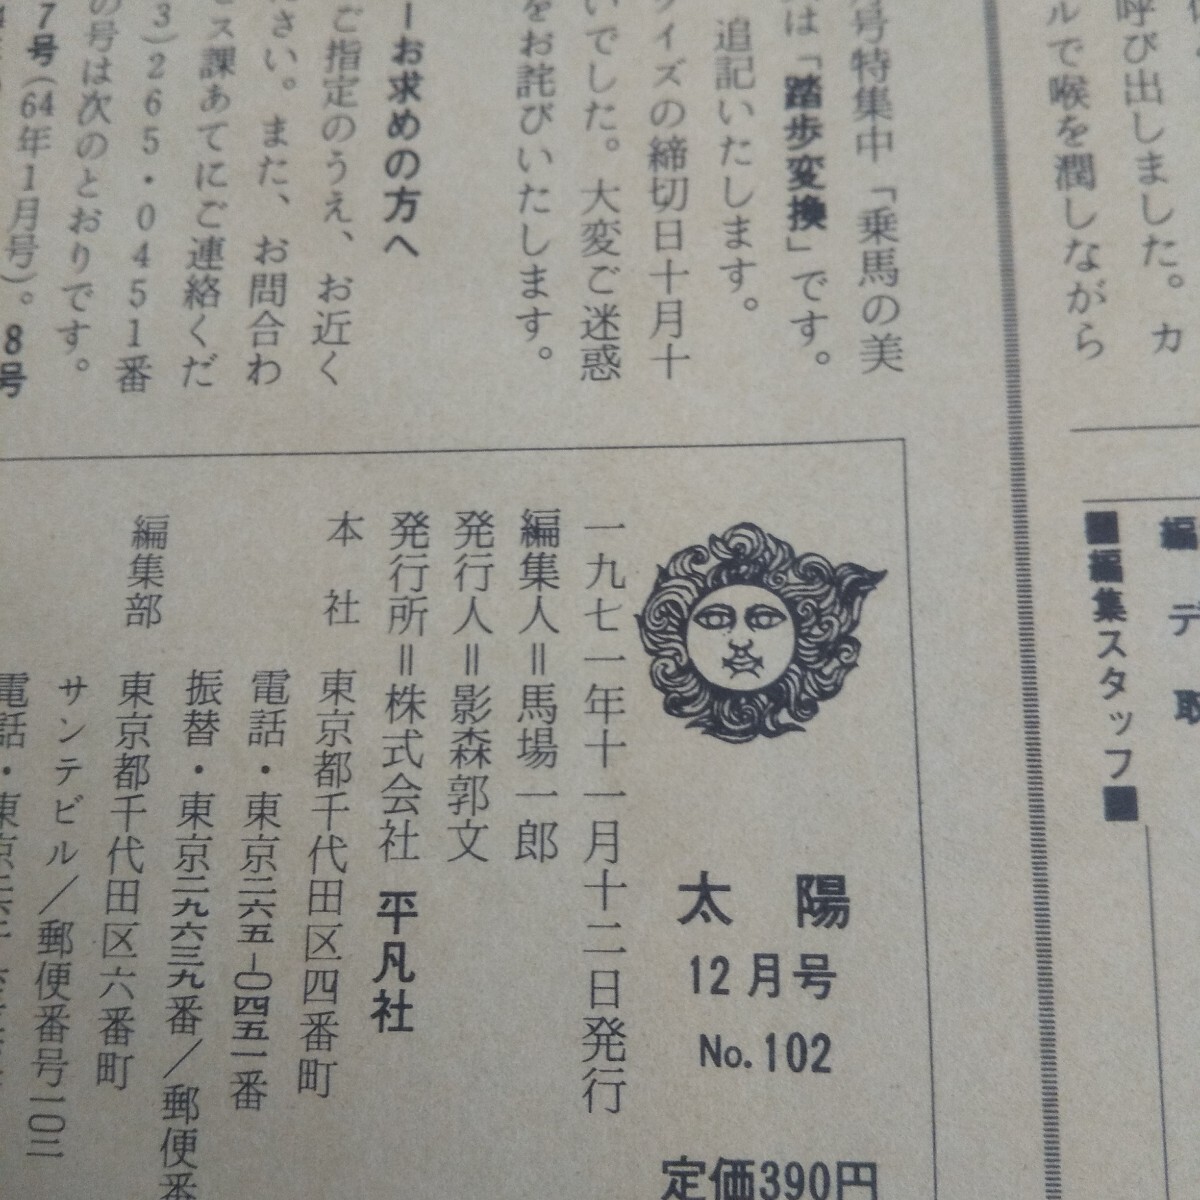 呼び出しました。カ
ルで喉を潤しながら
号特集中「乗馬の美
は「踏歩変換」です。
追記いたします。
イズの締切日十月十
いでした。大変ご迷惑
をお詫びいたします。
ーお求めの方へ
ご指定のうえ、お近く
さい。また、お問合わ
ス課あてにご連絡くだ
3)265・0451番
の号は次のとおりです。
7号(64年1月号)。8号
編デ取
■編集スタッフ■
太陽
12月号
No.102
定価390円
一九七一年十一月十二日発行
編集人＝馬場一郎
発行人＝影森郭文
発行所＝株式会社 平凡社
本社 東京都千代田区四番町
電話・東京二六五−〇四五一番
振替・東京二九六三九番/郵便番
編集部 東京都千代田区六番町
サンテビル/郵便番号一〇二
電話・東京二六